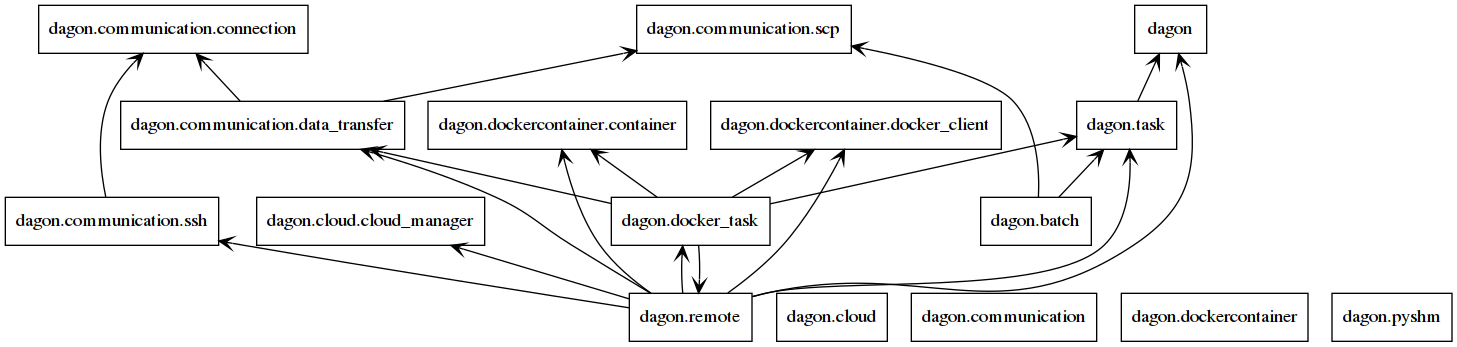 dagon.communication.connection
dagon.communication.scp
dagon
dagon.communication.data_transfer
dagon.dockercontainer.container
dagon.dockercontainer.docker_client
dagon.task
dagon.communication.ssh
dagon.cloud.cloud_manager
dagon.docker_task
dagon.batch
dagon.remote
dagon.cloud
dagon.communication
dagon.dockercontainer
dagon.pyshm